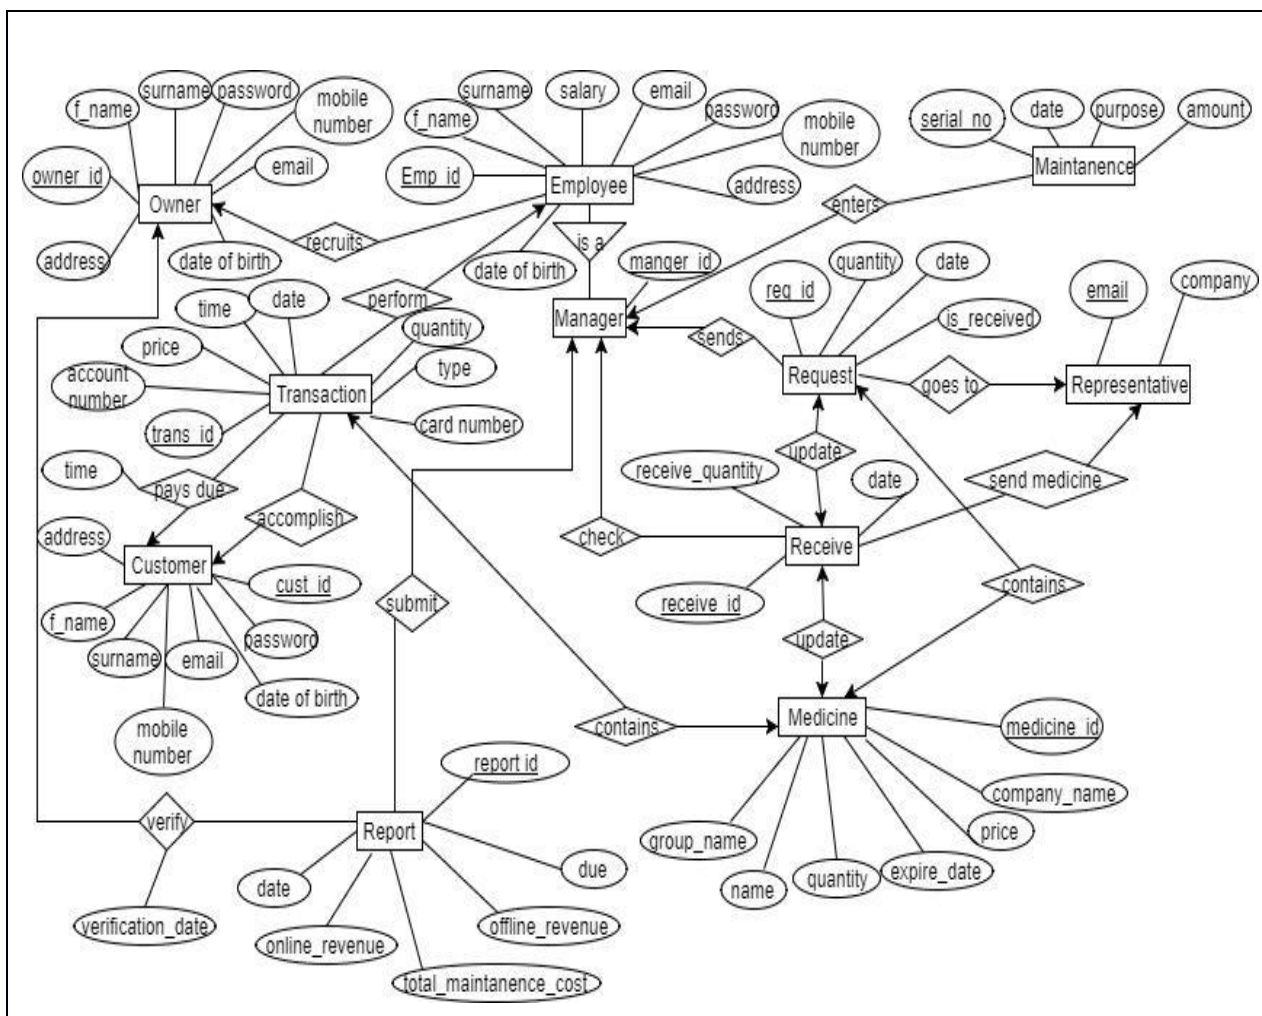 surname
password
f_name
mobile
number
owner_id
email
Owner
address
date of birth
recruits
surname
salary
email
f_name
password
mobile
number
Emp_id
Employee
address
is a
date of birth
perform
manger_id
Manager
serial_no
date
purpose
amount
Maintanence
enters
req_id
quantity
date
is_received
sends
Request
goes to
email
company
Representative
time
date
quantity
price
type
account
number
Transaction
trans_id
card number
time
pays due
accomplish
address
Customer
cust_id
f_name
surname
email
password
date of birth
mobile
number
submit
check
update
receive_quantity
date
send medicine
Receive
receive_id
contains
update
contains
Medicine
medicine_id
company_name
price
group_name
name
quantity
expire_date
report id
verify
Report
date
due
verification_date
online_revenue
offline_revenue
total_maintanence_cost